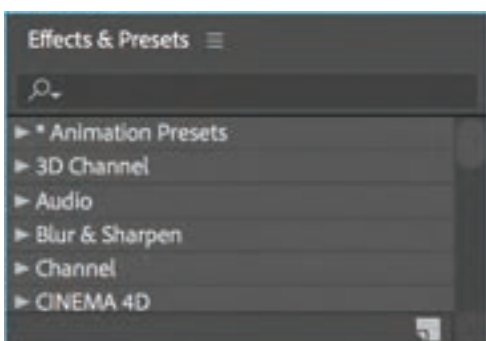 Effects & Presets
* Animation Presets
3D Channel
Audio
Blur & Sharpen
Channel
CINEMA 4D